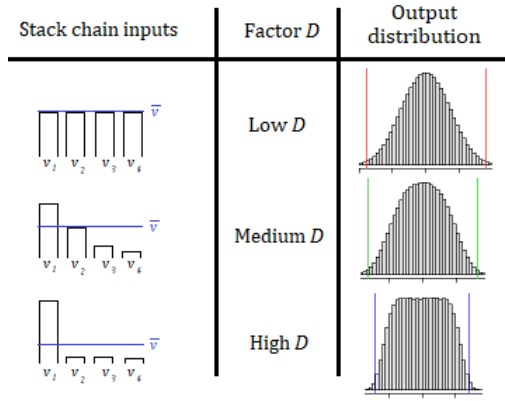 Stack chain inputs
Factor D
Output
distribution
v̅
v₁ v₂ v₃ v₄
Low D
v̅
v₁ v₂ v₃ v₄
Medium D
v̅
v₁ v₂ v₃ v₄
High D